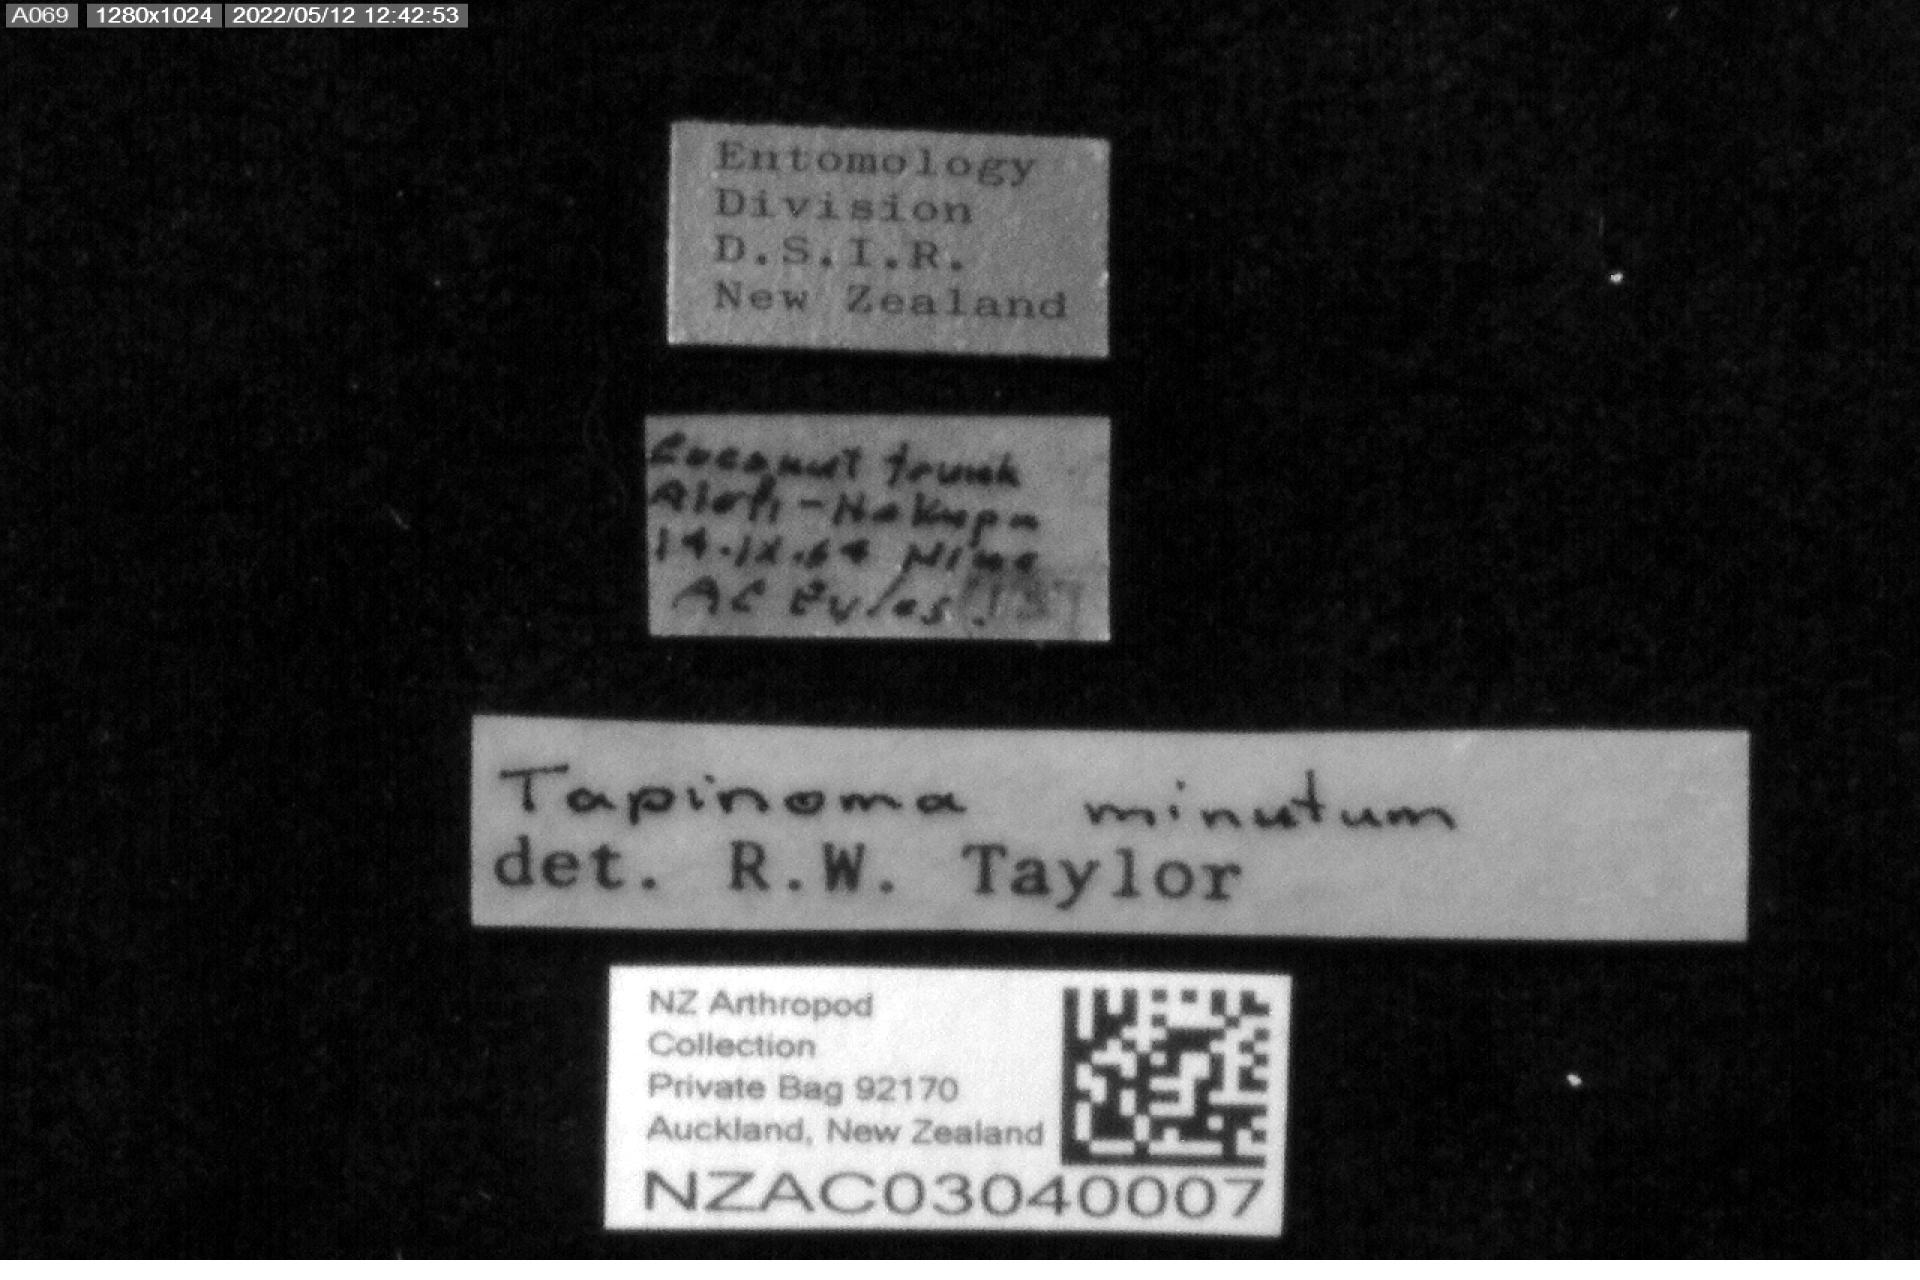 A069 1280x1024 2022/05/12 12:42:53
Entomology
Division
D.S.I.R.
New Zealand
Coconut trunk
Alofi-Hakupu
14.IX.64 Niue
AC Eyles.
Tapinoma minutum
det. R.W. Taylor
NZ Arthropod
Collection
Private Bag 92170
Auckland, New Zealand
NZAC03040007